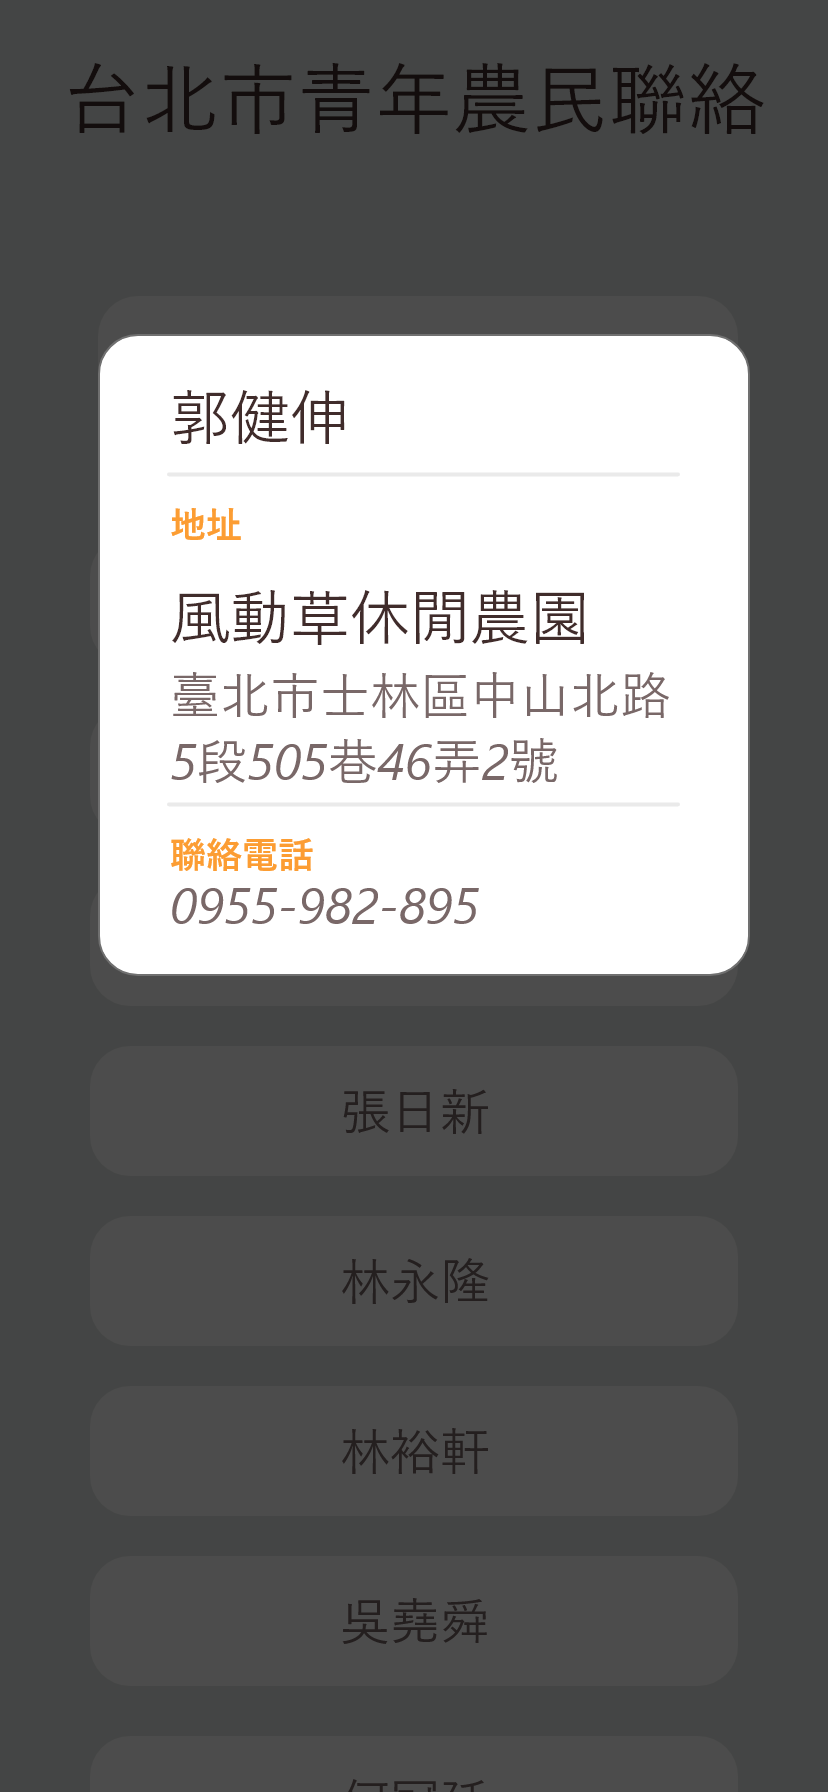 台北市青年農民聯絡
郭健伸
地址
風動草休閒農園
臺北市士林區中山北路
5段505巷46弄2號
聯絡電話
0955-982-895
張日新
林永隆
林裕軒
吳堯舜